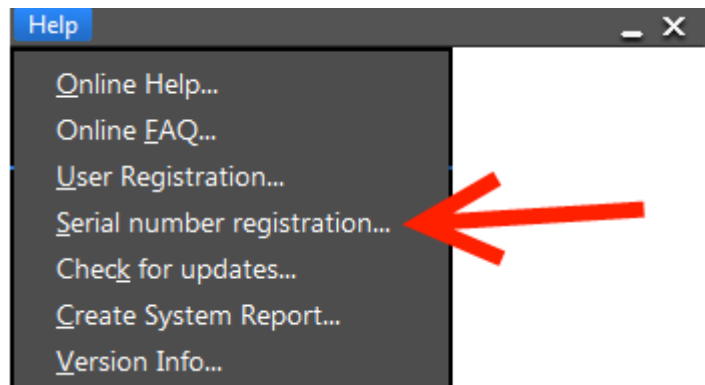 Help
Online Help...
Online FAQ...
User Registration...
Serial number registration...
Check for updates...
Create System Report...
Version Info...